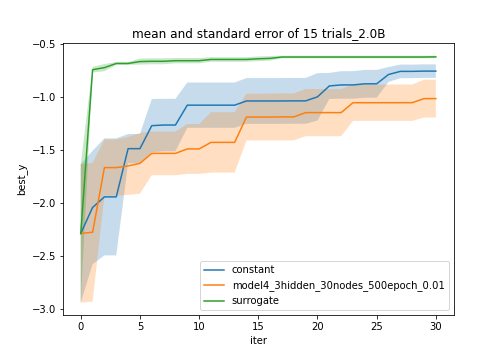 mean and standard error of 15 trials_2.0B
best_y
−0.5
−1.0
−1.5
−2.0
−2.5
−3.0
constant
model4_3hidden_30nodes_500epoch_0.01
surrogate
0 5 10 15 20 25 30
iter